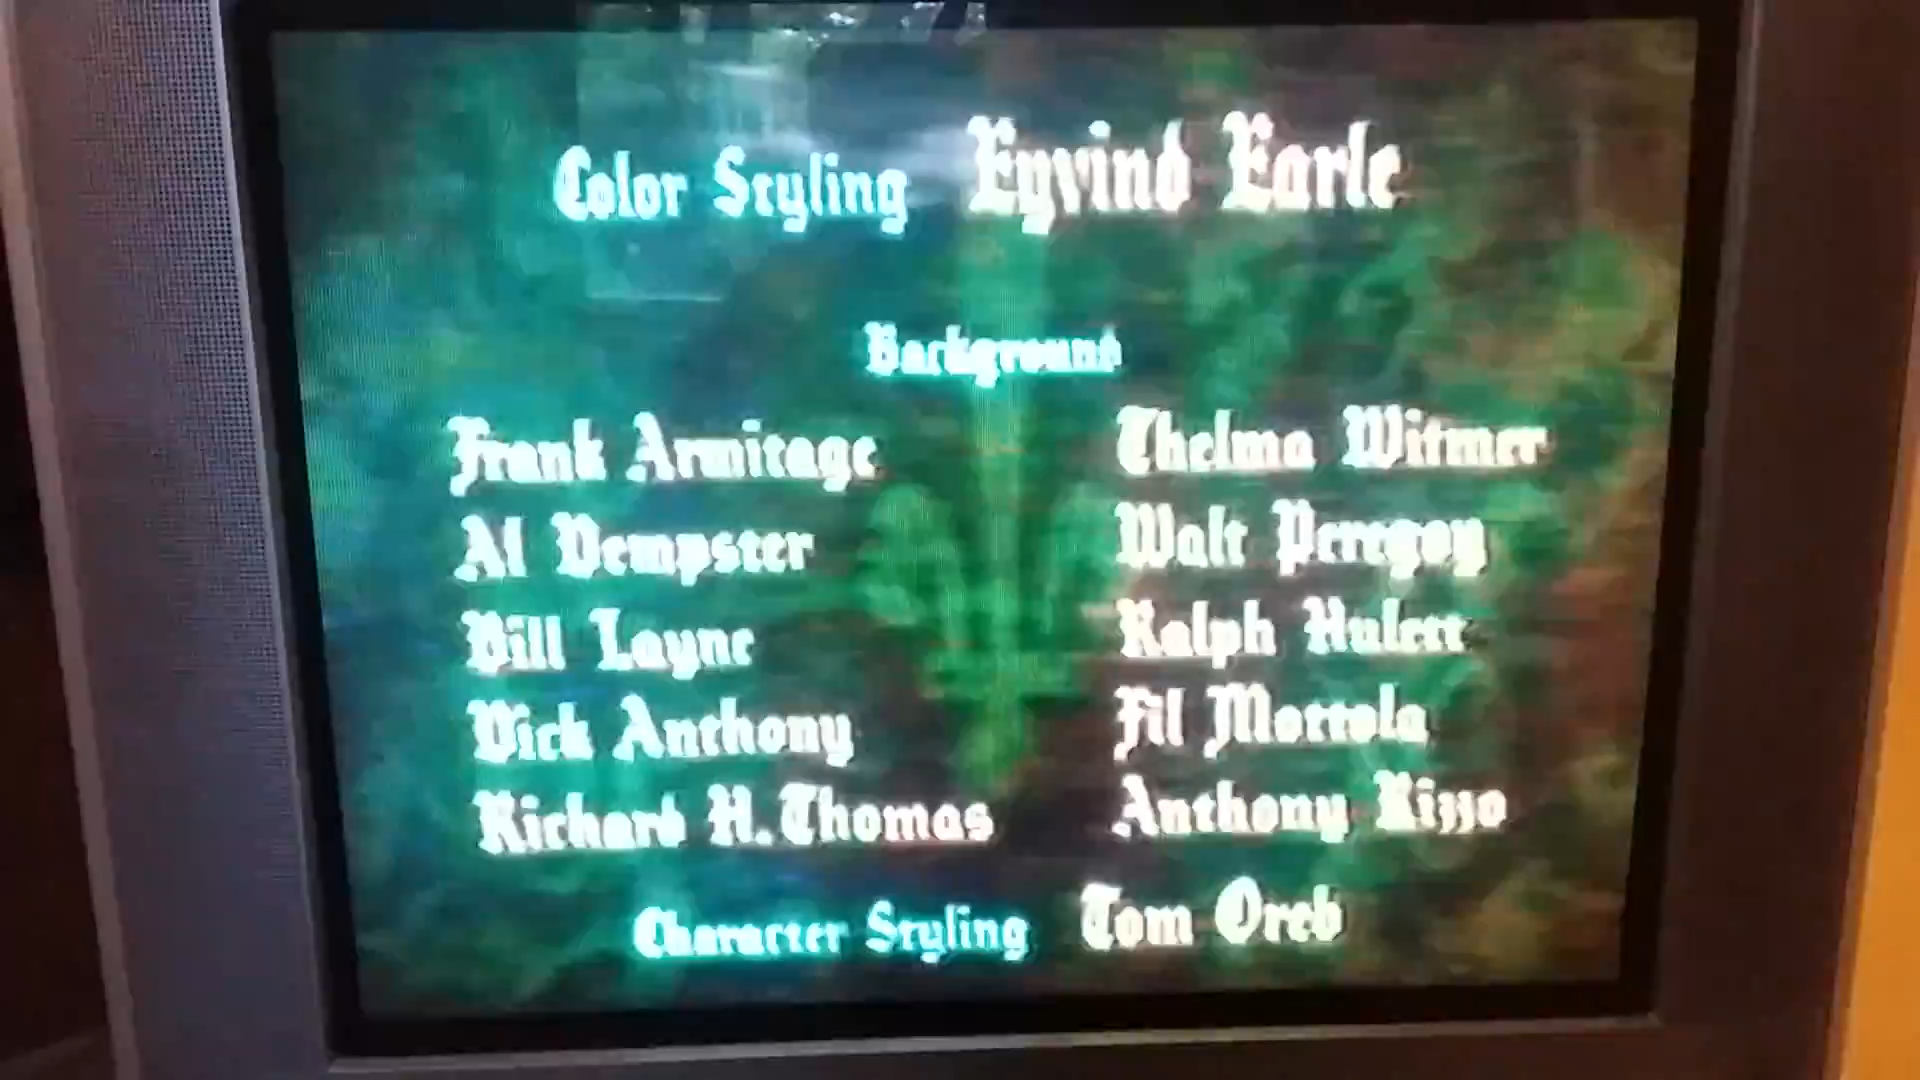 Color Styling Eyvind Earle
Background
Frank Armitage Thelma Witmer
Al Dempster Walt Peregoy
Bill Layne Ralph Hulett
Dick Anthony Fil Mottola
Richard H. Thomas Anthony Rizzo
Character Styling Tom Oreb